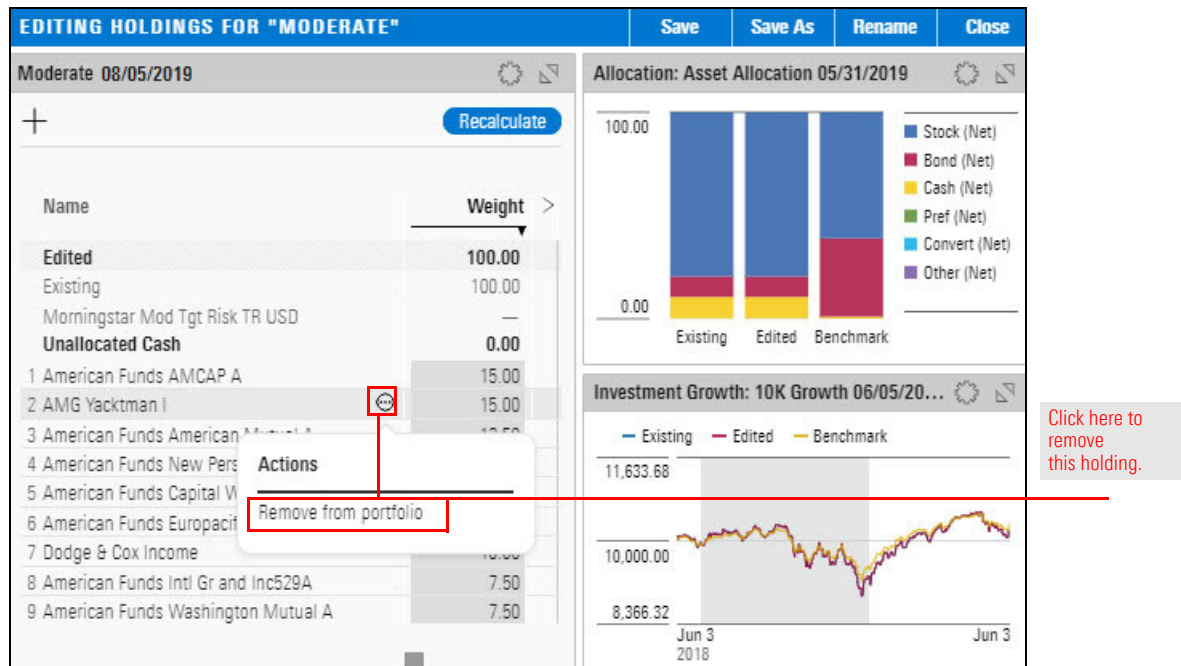 EDITING HOLDINGS FOR "MODERATE"
Save
Save As
Rename
Close
Moderate 08/05/2019
Recalculate
Name
Weight
Edited 100.00
Existing 100.00
Morningstar Mod Tgt Risk TR USD —
Unallocated Cash 0.00
1 American Funds AMCAP A 15.00
2 AMG Yacktman I 15.00
3 American Funds American
4 American Funds New Pers
5 American Funds Capital W
6 American Funds Europacif
7 Dodge & Cox Income
8 American Funds Intl Gr and Inc529A 7.50
9 American Funds Washington Mutual A 7.50
Actions
Remove from portfolio
Allocation: Asset Allocation 05/31/2019
100.00
0.00
Existing
Edited
Benchmark
Stock (Net)
Bond (Net)
Cash (Net)
Pref (Net)
Convert (Net)
Other (Net)
Investment Growth: 10K Growth 06/05/20...
Existing
Edited
Benchmark
11,633.68
10,000.00
8,366.32
Jun 3
2018
Jun 3
Click here to
remove
this holding.